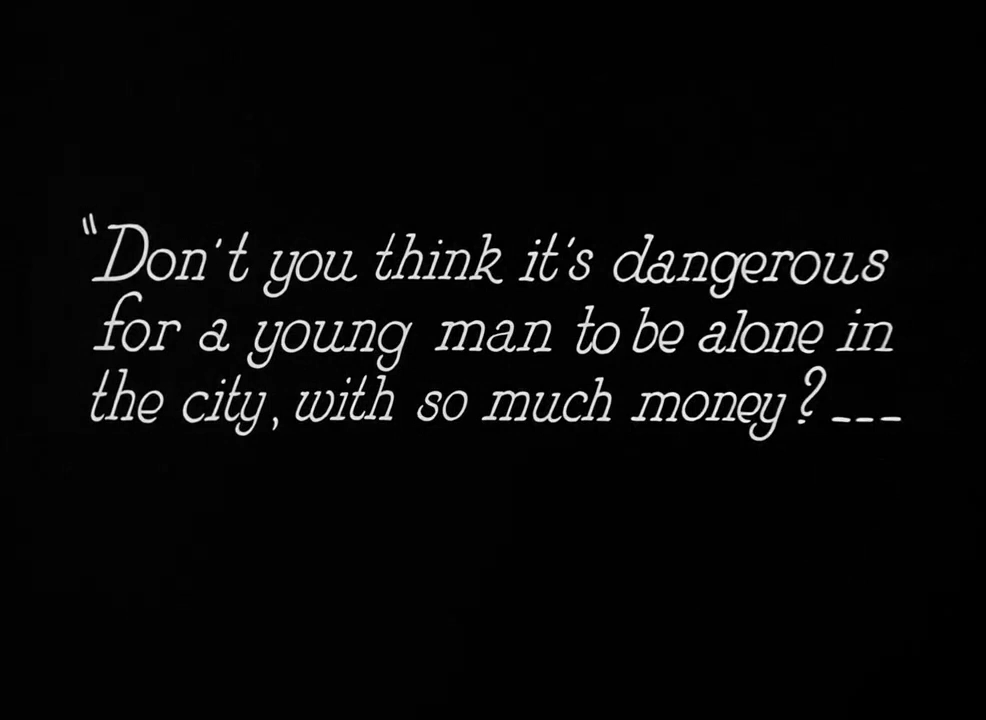 "Don't you think it's dangerous
for a young man to be alone in
the city, with so much money? ---